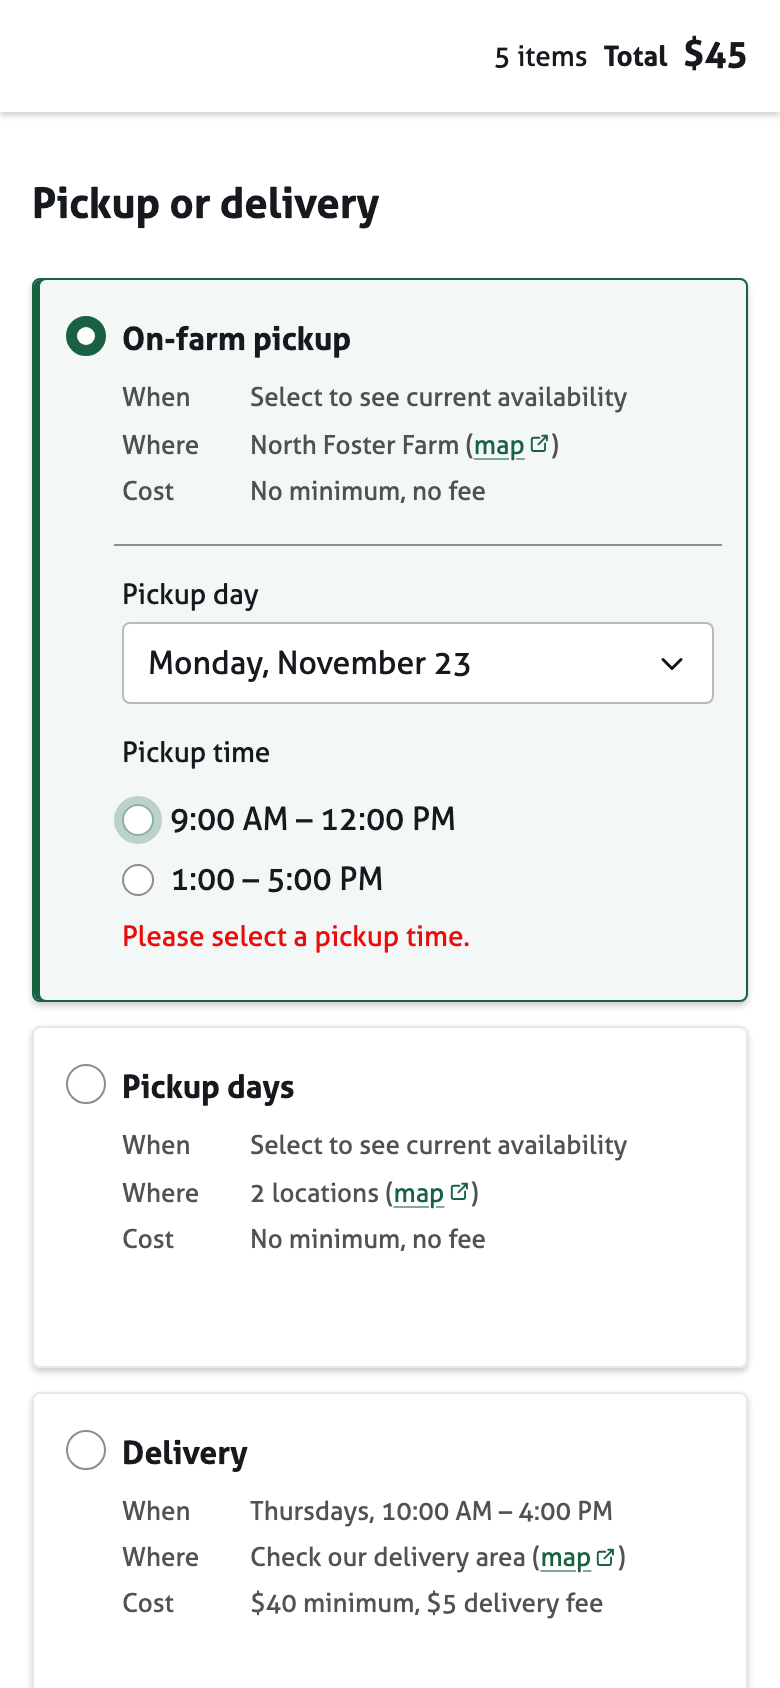 5 items Total $45
Pickup or delivery
On-farm pickup
When Select to see current availability
Where North Foster Farm (map)
Cost No minimum, no fee
Pickup day
Monday, November 23
Pickup time
9:00 AM – 12:00 PM
1:00 – 5:00 PM
Please select a pickup time.
Pickup days
When Select to see current availability
Where 2 locations (map)
Cost No minimum, no fee
Delivery
When Thursdays, 10:00 AM – 4:00 PM
Where Check our delivery area (map)
Cost $40 minimum, $5 delivery fee